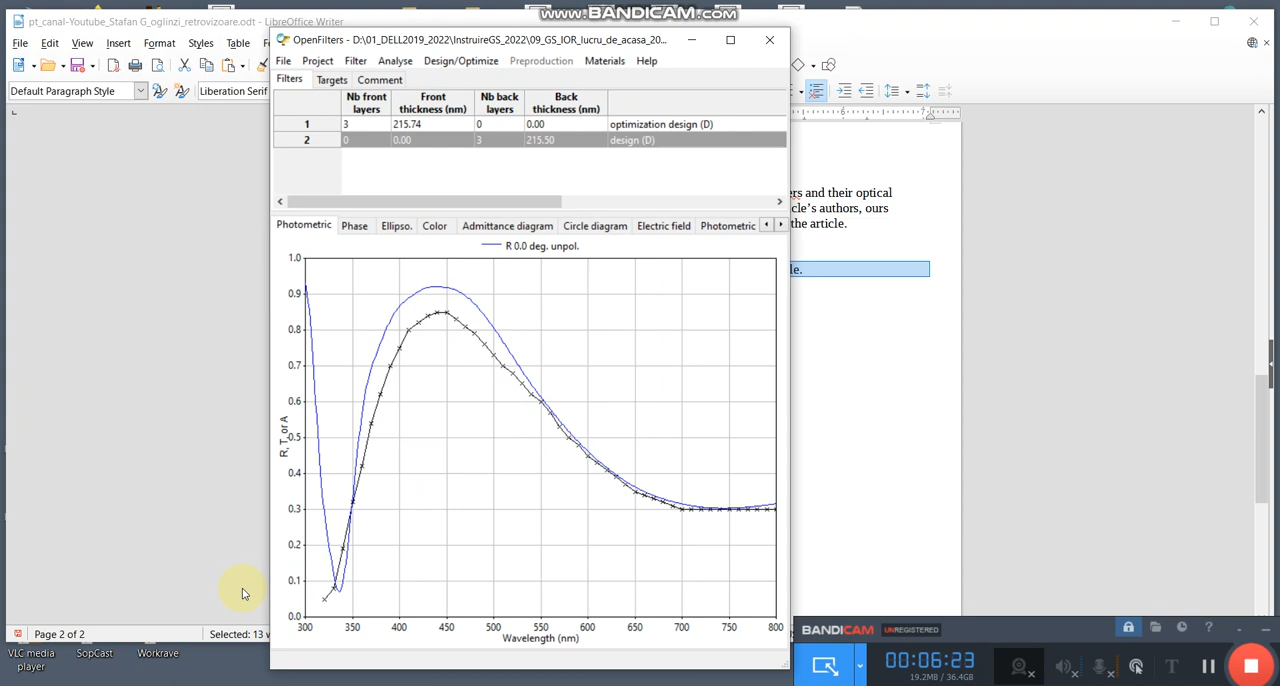 www.BANDICAM.com
pt_canal-Youtube_Stafan G_oglinzi_retrovizoare.odt - LibreOffice Writer
File Edit View Insert Format Styles Table
Default Paragraph Style
Liberation Serif
OpenFilters - D:\01_DELL2019_2022\InstruireGS_2022\09_GS_IOR_lucru_de_acasa_20...
File Project Filter Analyse Design/Optimize Preproduction Materials Help
Filters Targets Comment
Nb front layers Front thickness (nm) Nb back layers Back thickness (nm)
1 3 215.74 0 0.00 optimization design (D)
2 0 0.00 3 215.50 design (D)
Photometric Phase Ellipso. Color Admittance diagram Circle diagram Electric field Photometric
R 0.0 deg. unpol.
1.0
0.9
0.8
0.7
0.6
0.5
0.4
0.3
0.2
0.1
0.0
R, T, or A
300 350 400 450 500 550 600 650 700 750 800
Wavelength (nm)
ers and their optical
cle's authors, ours
the article.
le.
Page 2 of 2
Selected: 13 w
VLC media player
SopCast
Workrave
BANDICAM UNREGISTERED
00:06:23
19.2MB / 36.4GB